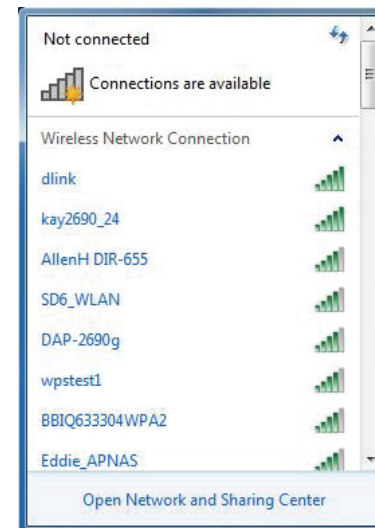 Not connected
Connections are available
Wireless Network Connection
dlink
kay2690_24
AllenH DIR-655
SD6_WLAN
DAP-2690g
wpstest1
BBIQ633304WPA2
Eddie_APNAS
Open Network and Sharing Center